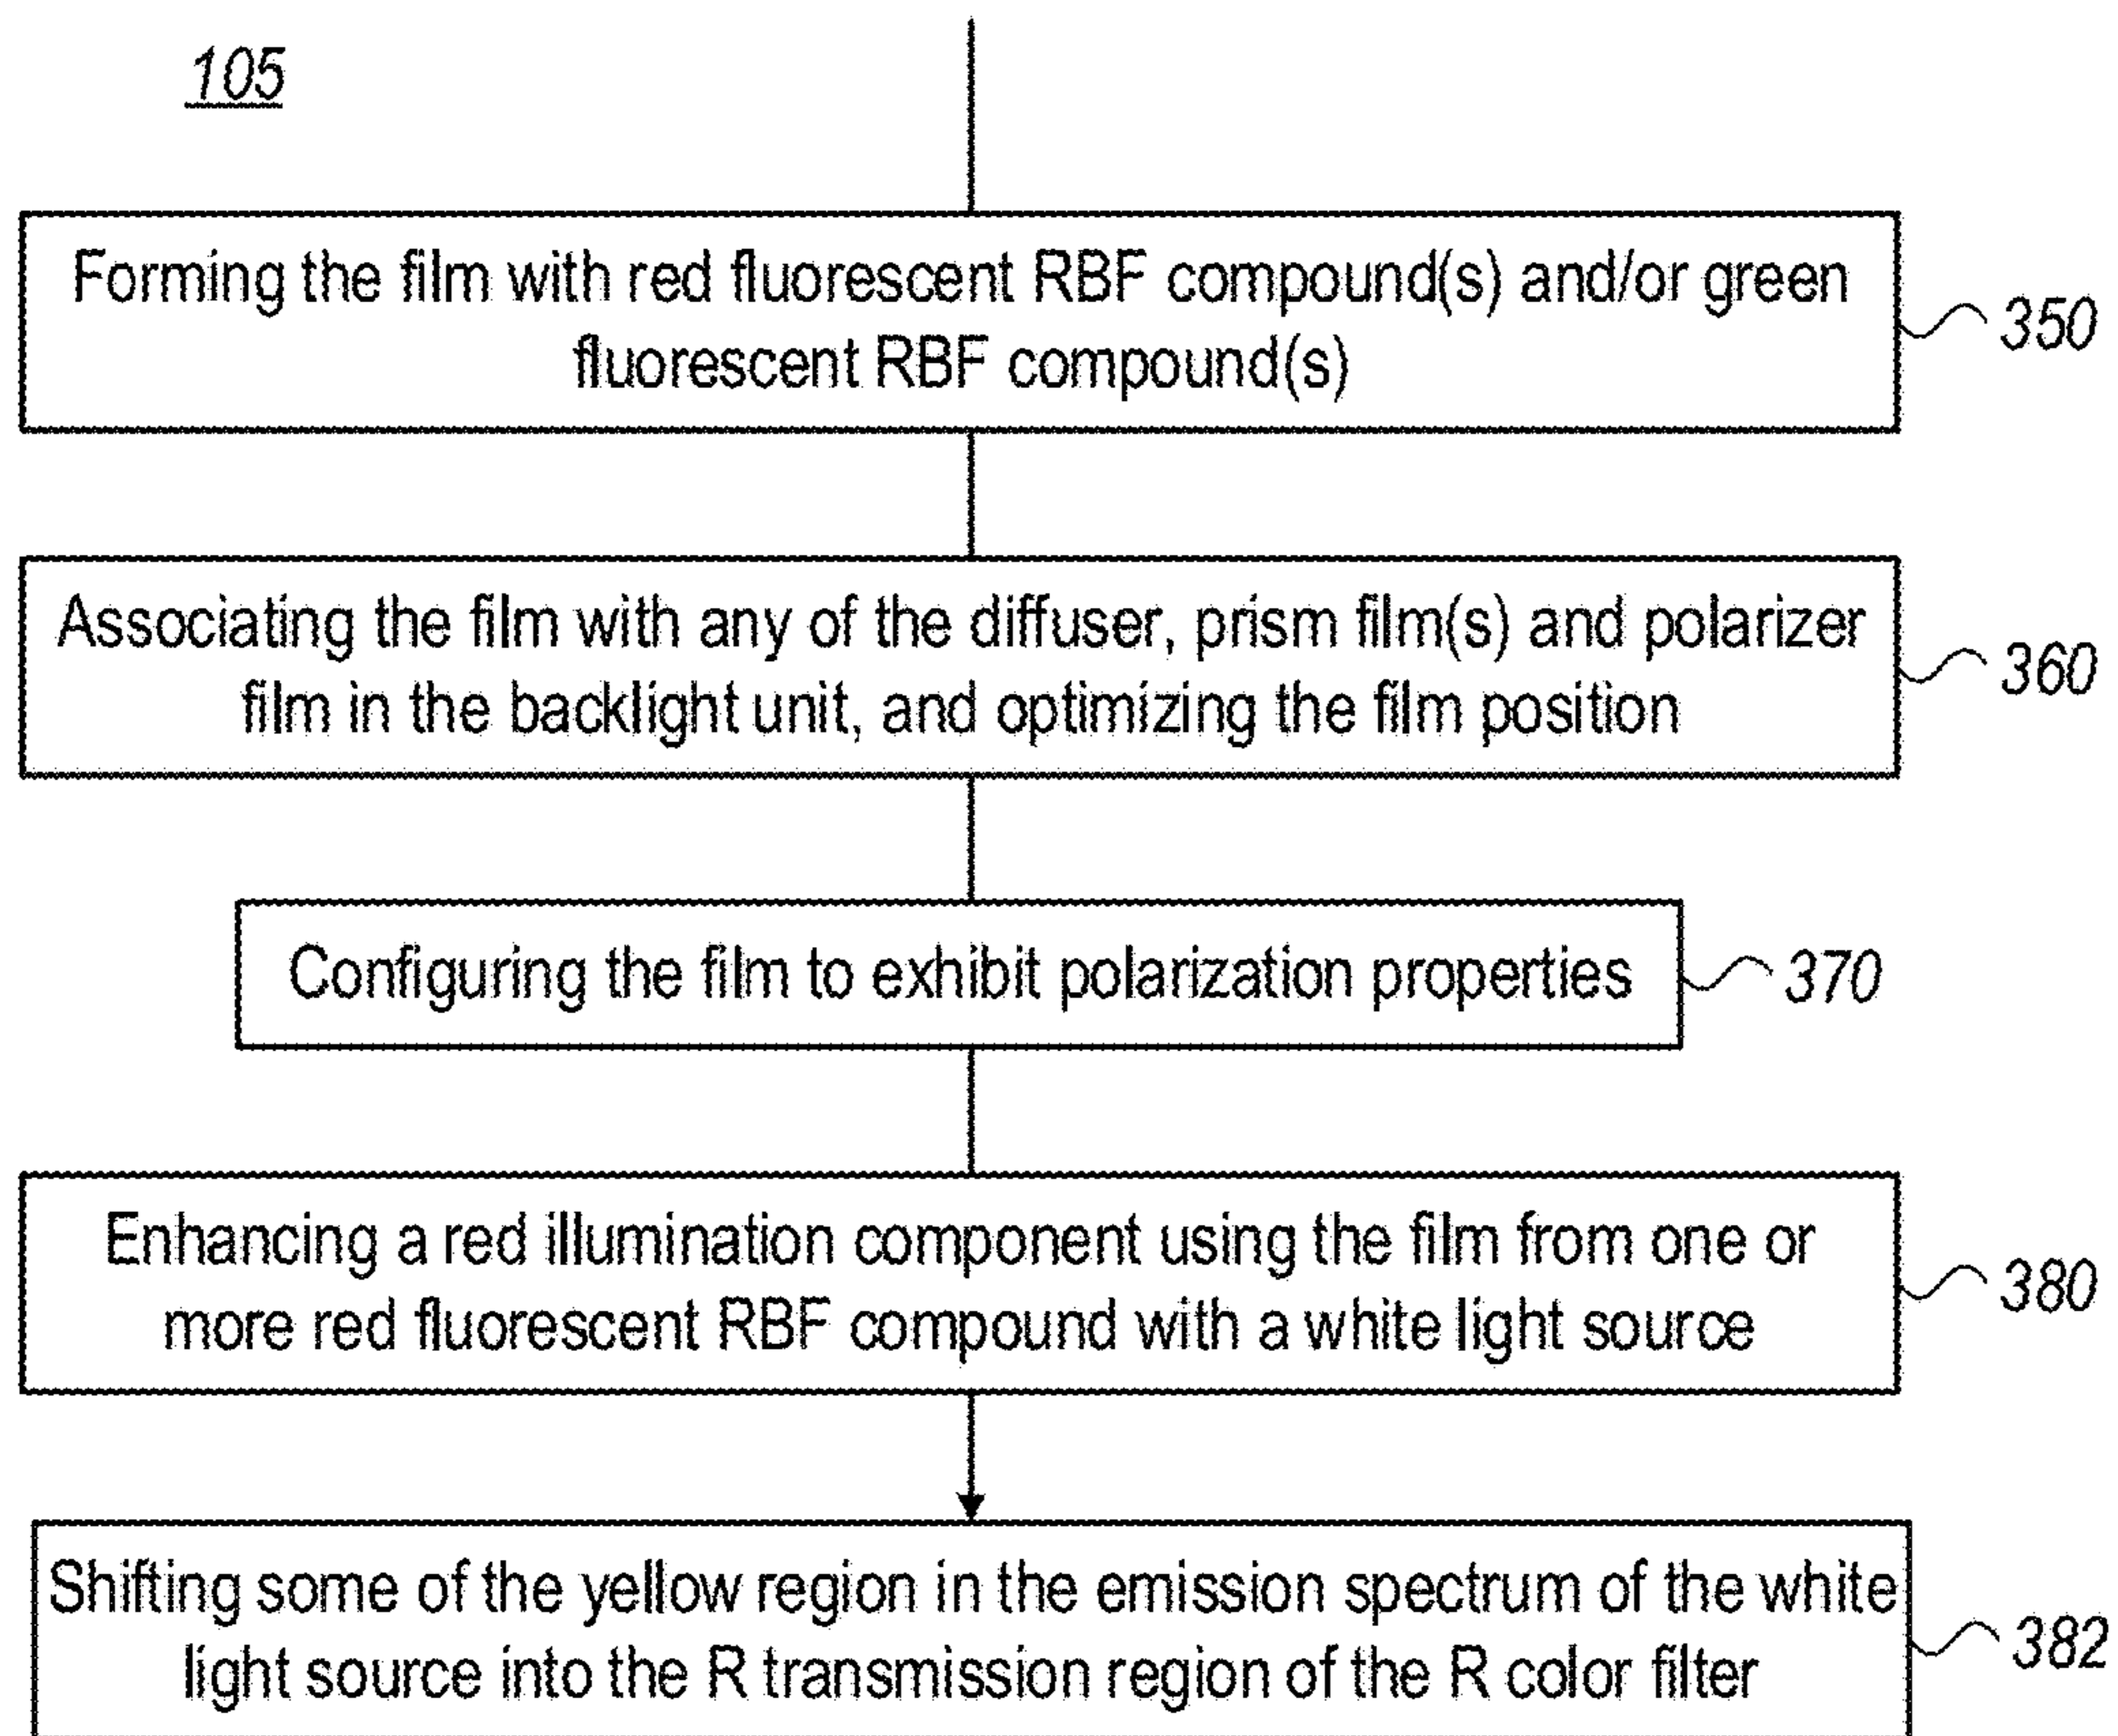 105
Forming the film with red fluorescent RBF compound(s) and/or green
fluorescent RBF compound(s)
350
Associating the film with any of the diffuser, prism film(s) and polarizer
film in the backlight unit, and optimizing the film position
360
Configuring the film to exhibit polarization properties
370
Enhancing a red illumination component using the film from one or
more red fluorescent RBF compound with a white light source
380
Shifting some of the yellow region in the emission spectrum of the white
light source into the R transmission region of the R color filter
382